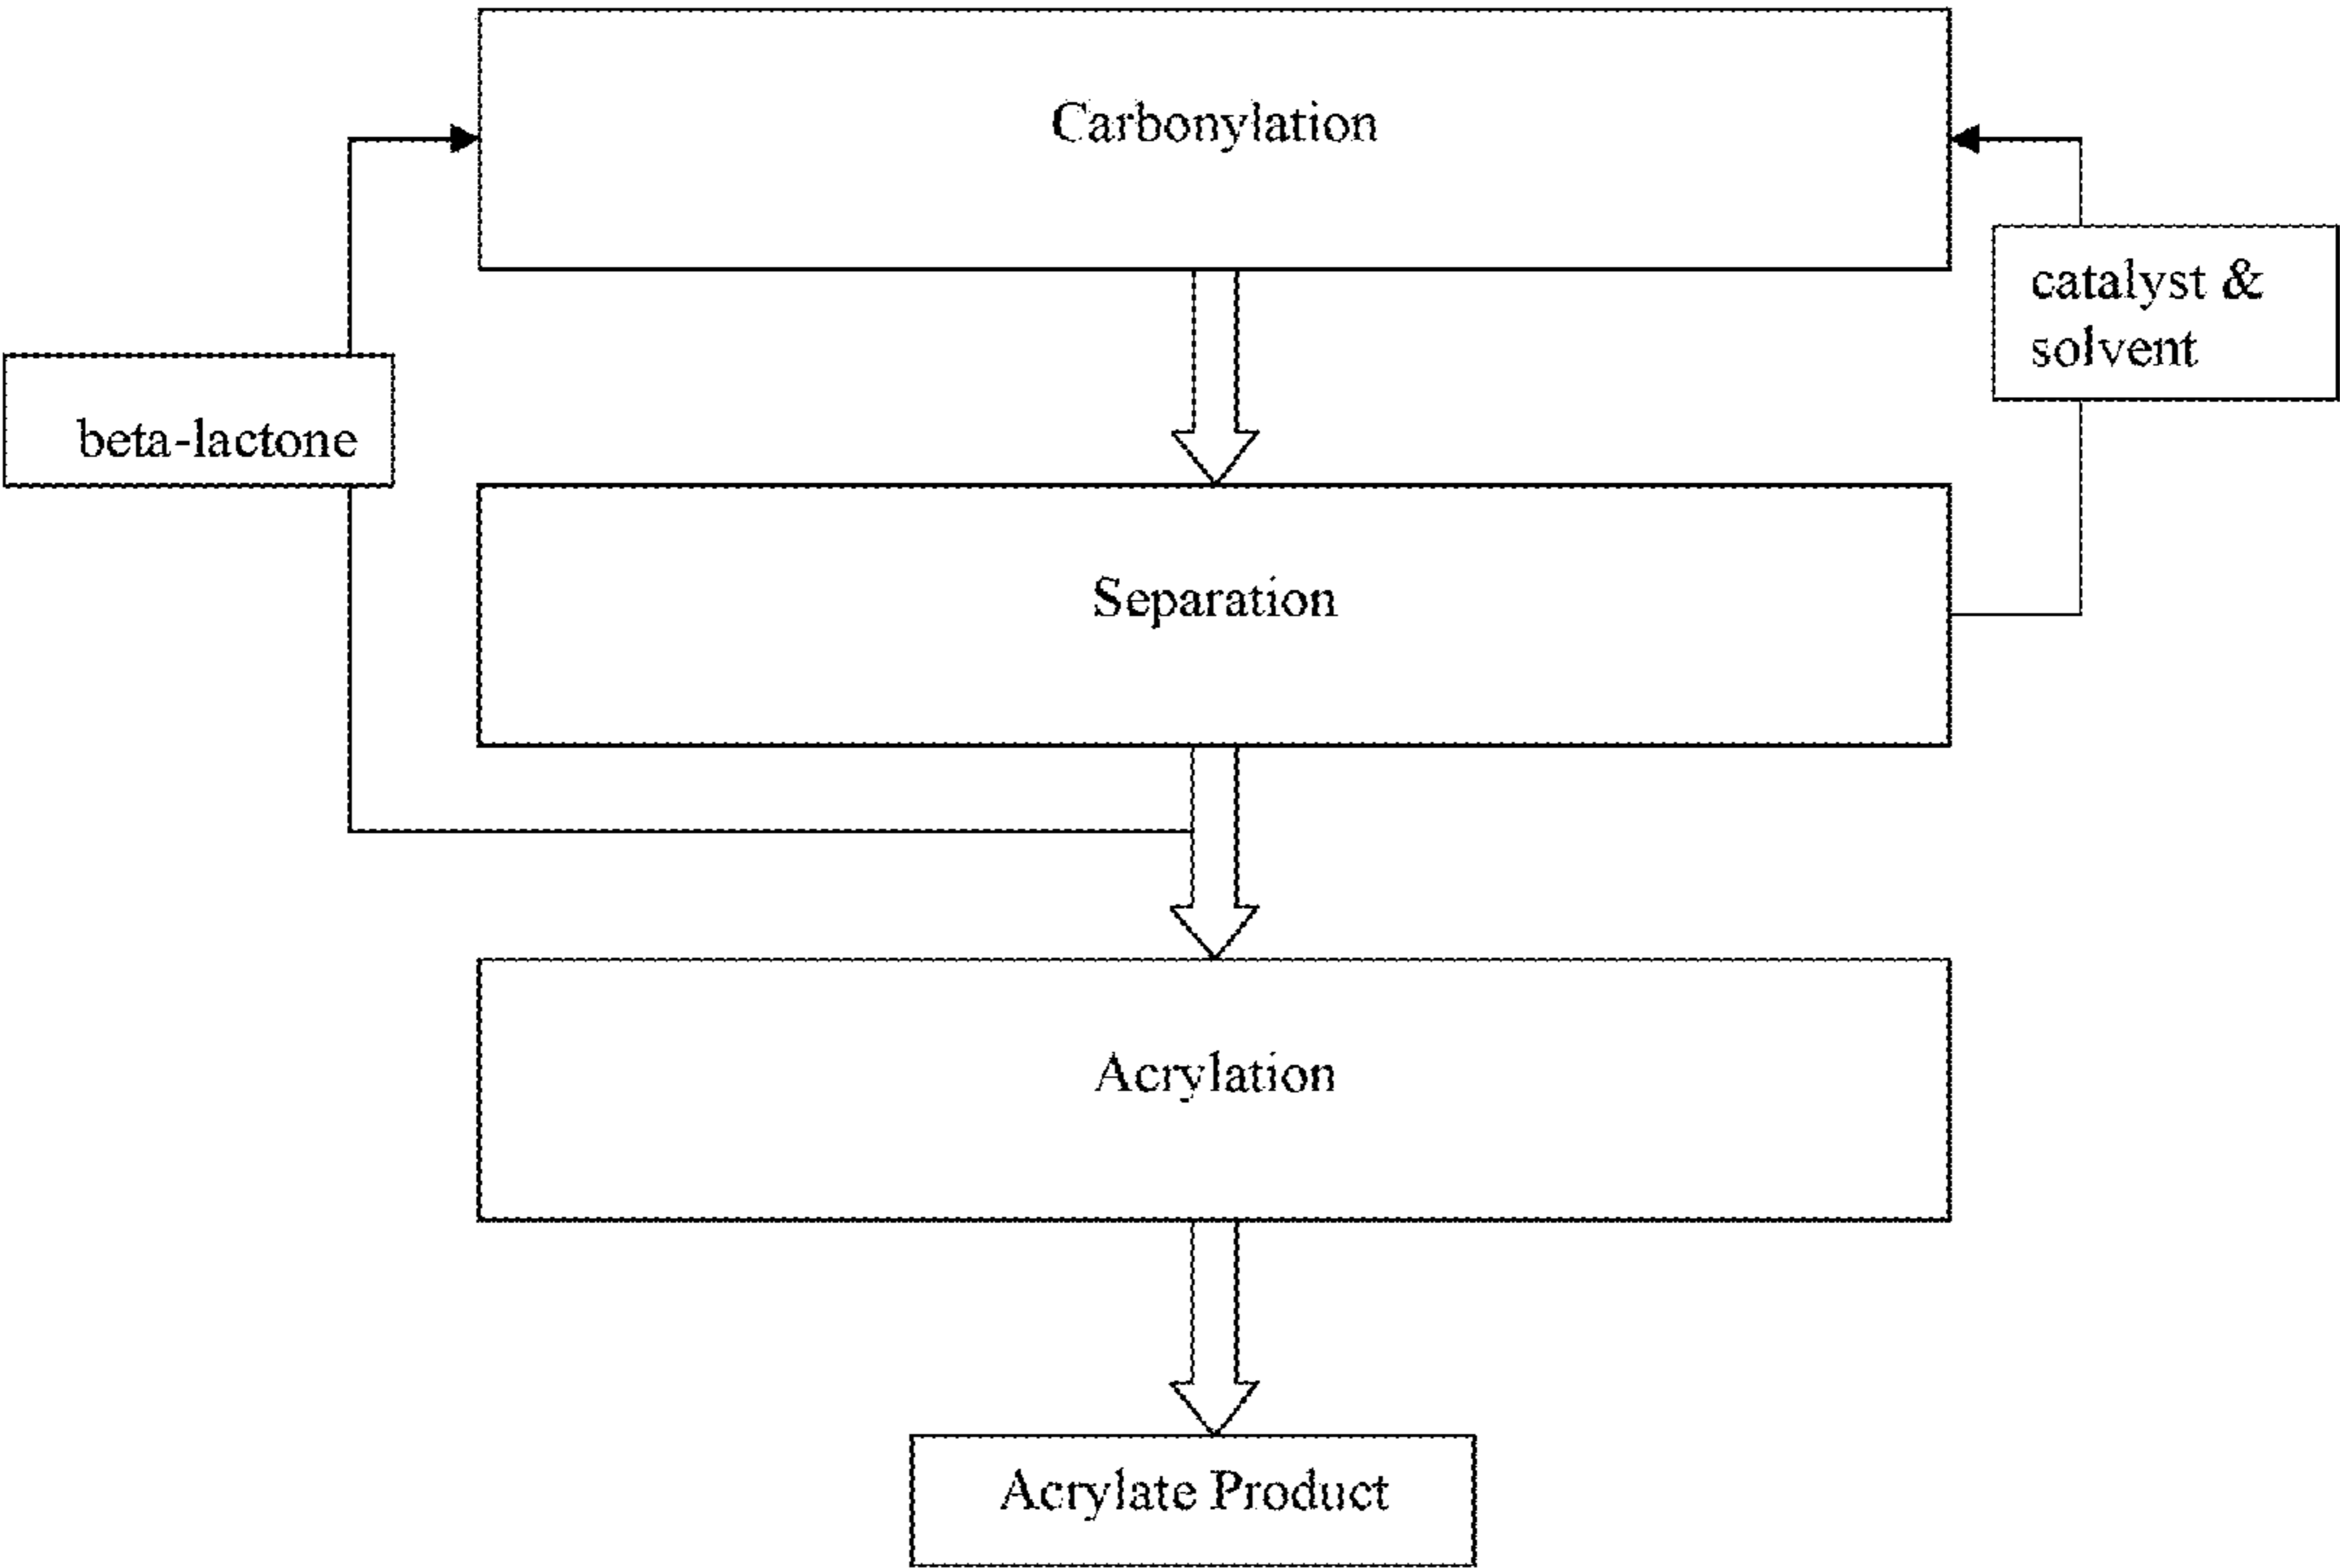 Carbonylation
catalyst &
solvent
beta-lactone
Separation
Acrylation
Acrylate Product